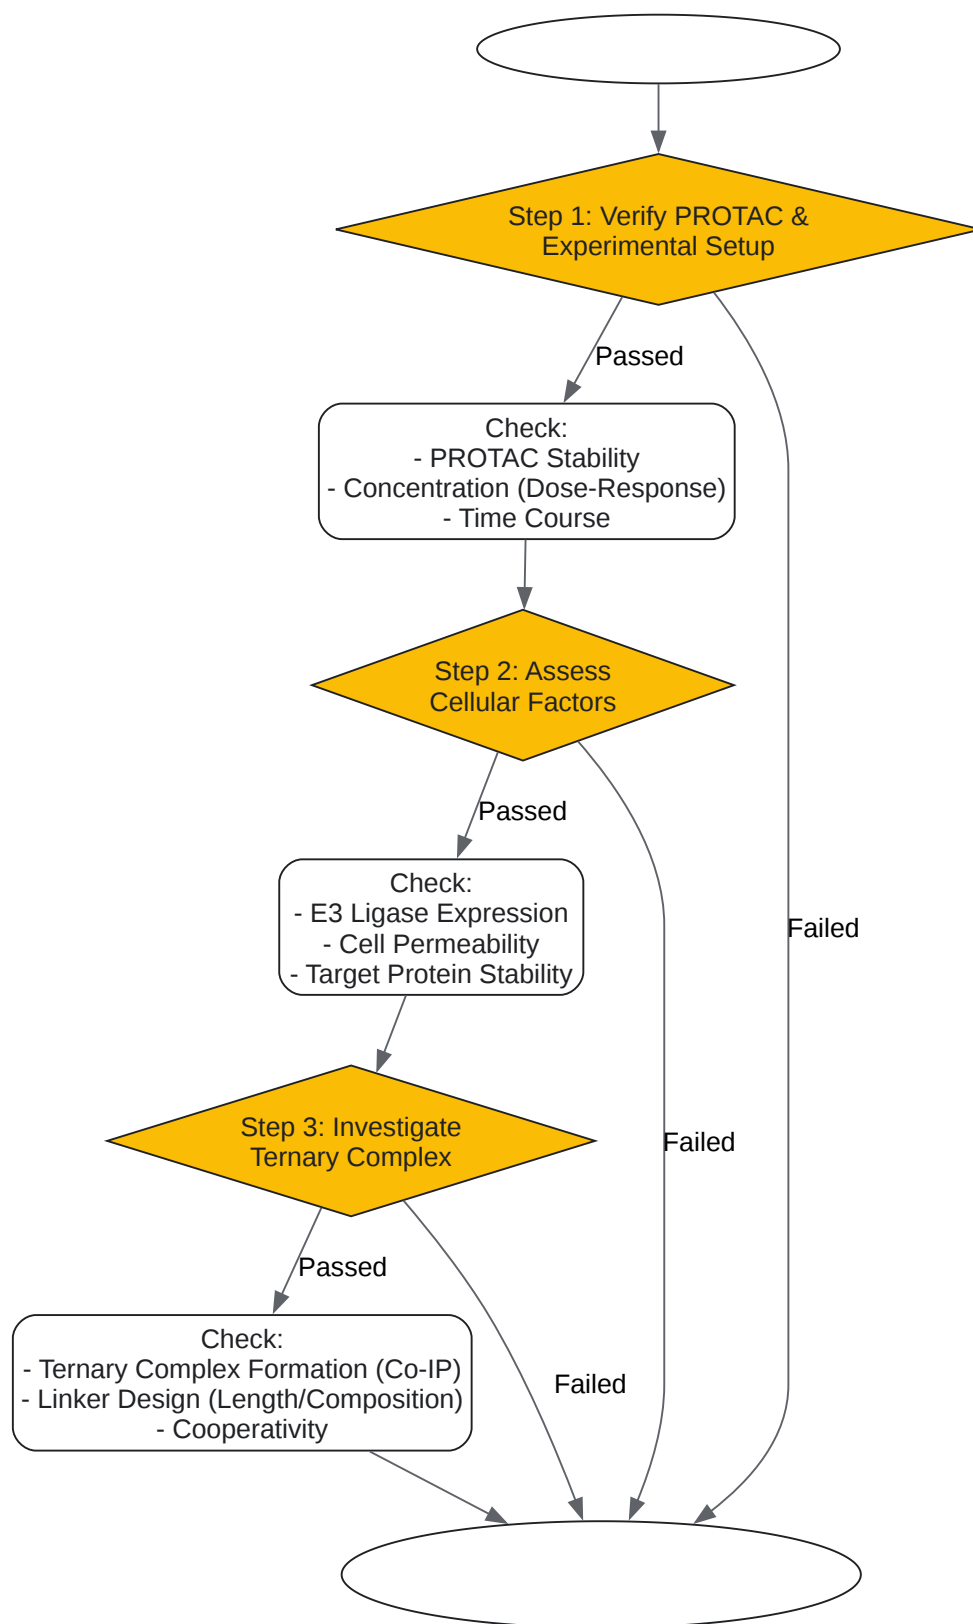 Step 1: Verify PROTAC &
Experimental Setup
Passed
Check:
- PROTAC Stability
- Concentration (Dose-Response)
- Time Course
Step 2: Assess
Cellular Factors
Passed
Check:
- E3 Ligase Expression
- Cell Permeability
- Target Protein Stability
Failed
Step 3: Investigate
Ternary Complex
Failed
Passed
Check:
- Ternary Complex Formation (Co-IP)
- Linker Design (Length/Composition)
- Cooperativity
Failed